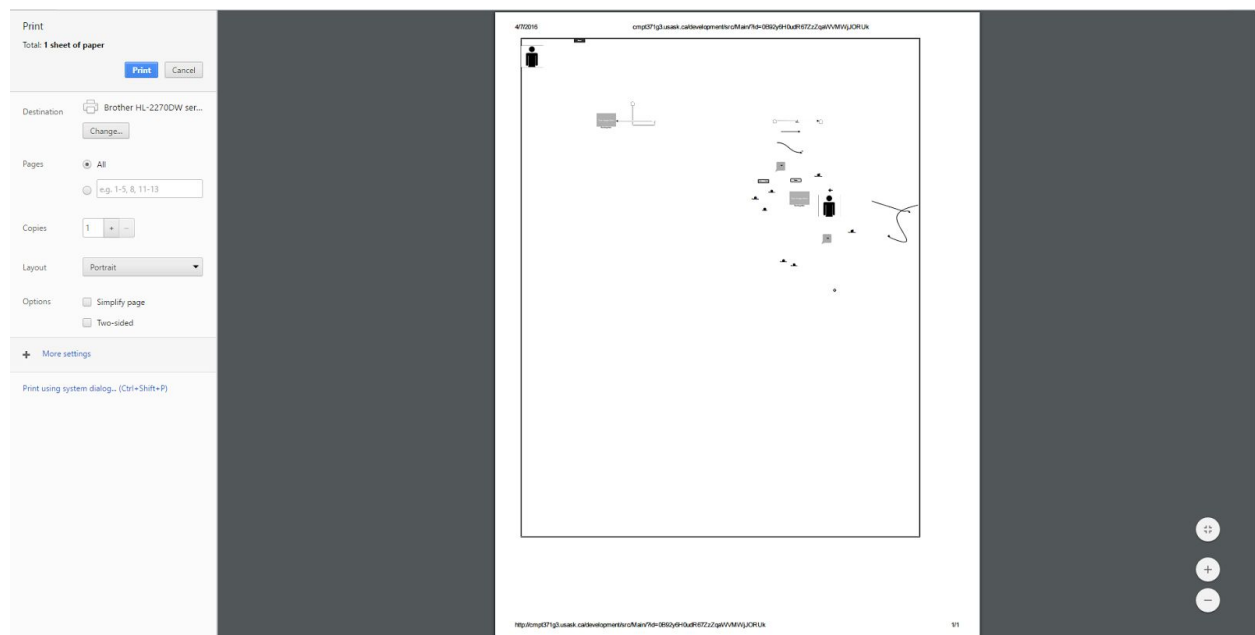 Print
Total: 1 sheet of paper
Print Cancel
Destination Brother HL-2270DW ser...
Change...
Pages All
e.g. 1-5, 8, 11-13
Copies 1 + -
Layout Portrait
Options Simplify page
Two-sided
+ More settings
Print using system dialog... (Ctrl+Shift+P)
4/7/2016
1/1